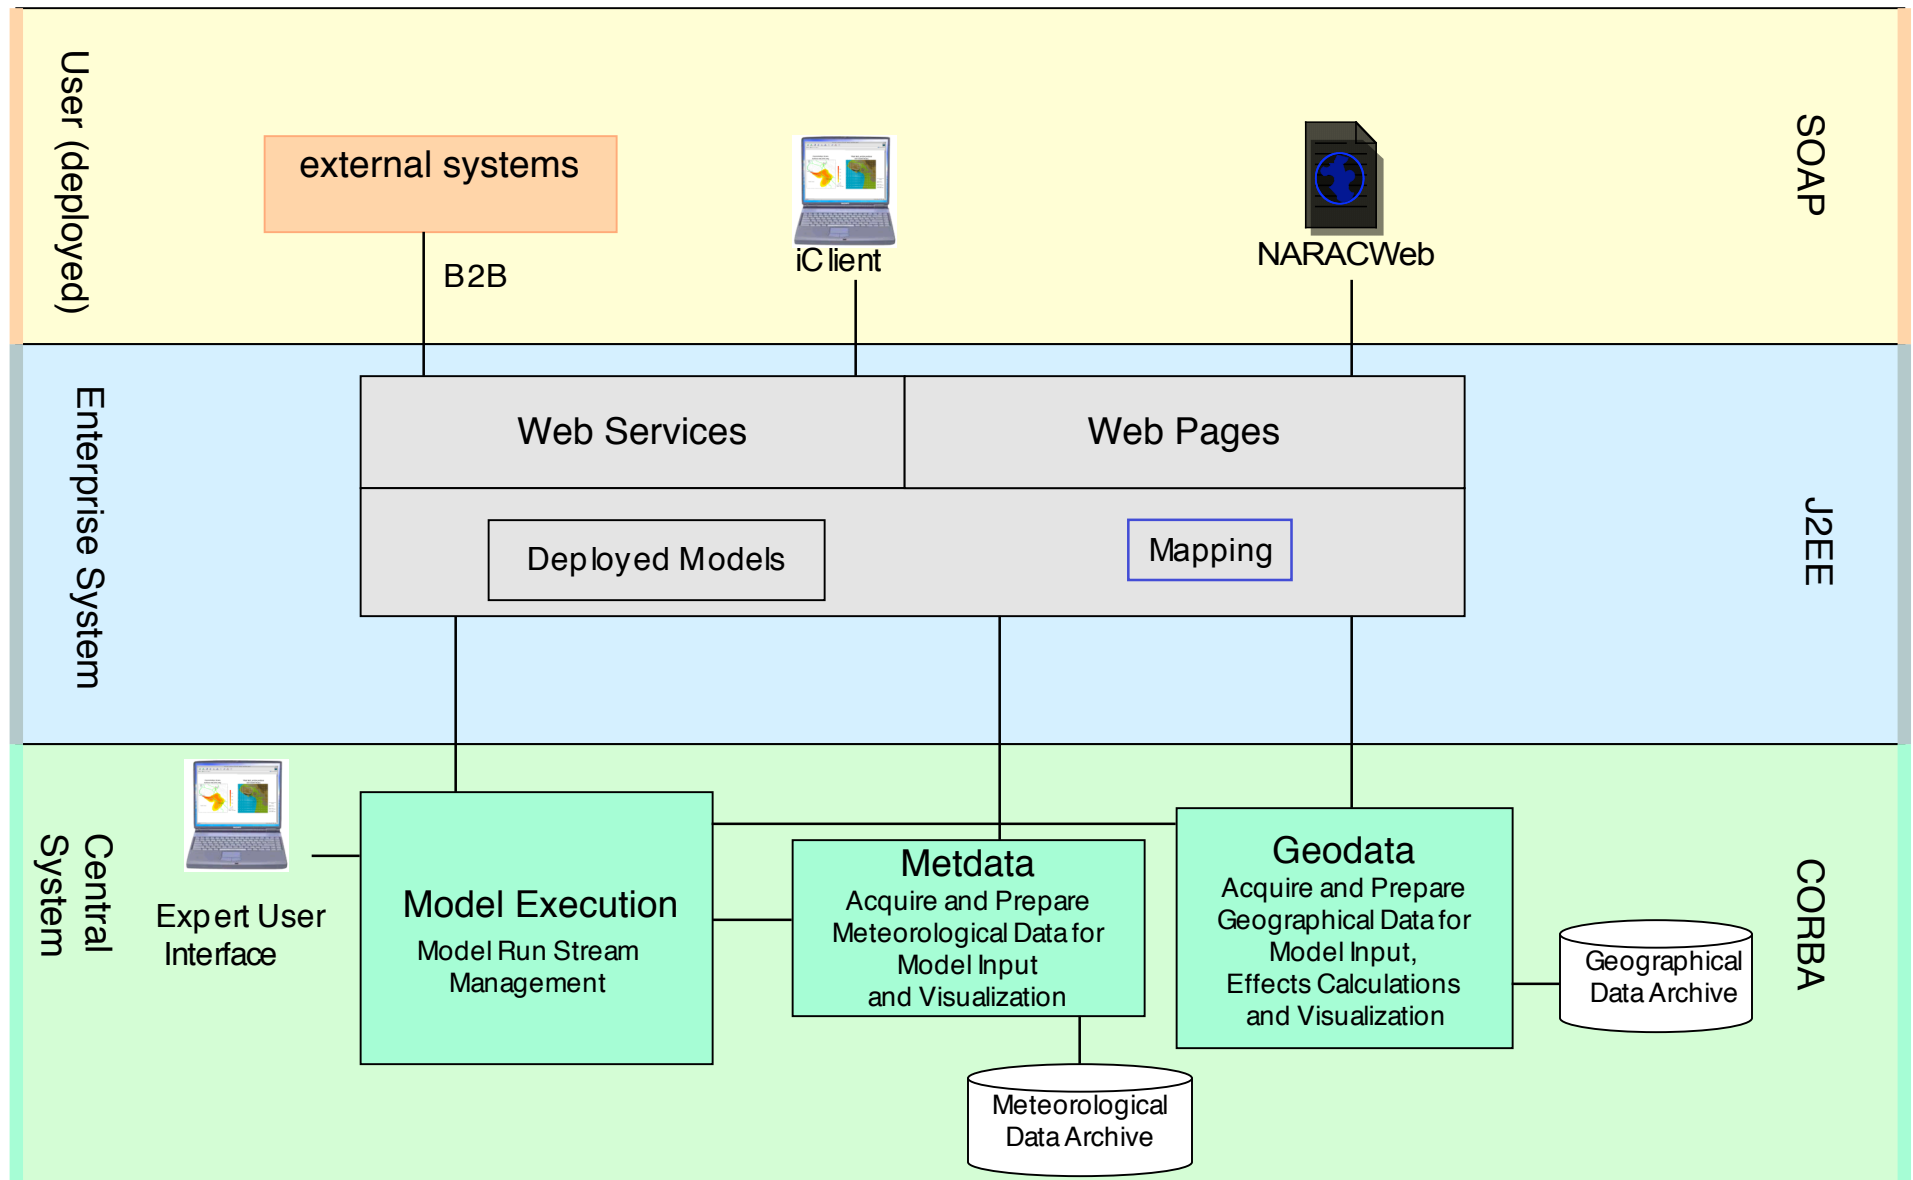 User (deployed)
external systems
B2B
iClient
NARACWeb
SOAP
Enterprise System
Web Services
Web Pages
Deployed Models
Mapping
J2EE
Central
System
Expert User
Interface
Model Execution
Model Run Stream
Management
Metdata
Acquire and Prepare
Meteorological Data for
Model Input
and Visualization
Geodata
Acquire and Prepare
Geographical Data for
Model Input,
Effects Calculations
and Visualization
Geographical
Data Archive
Meteorological
Data Archive
CORBA